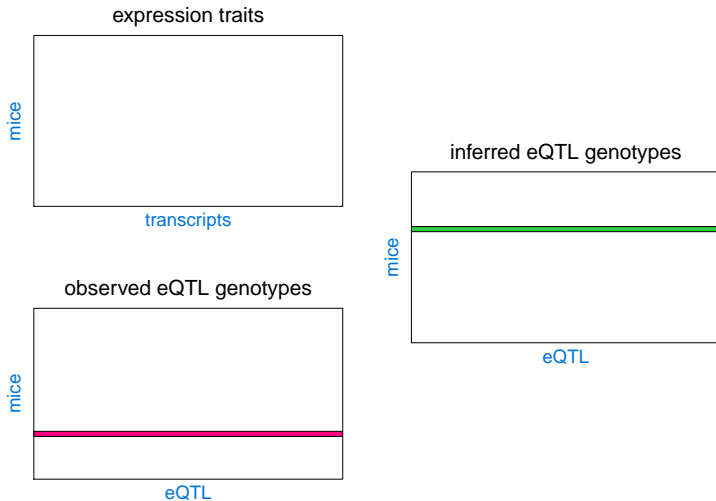 expression traits
mice
transcripts
observed eQTL genotypes
mice
eQTL
inferred eQTL genotypes
mice
eQTL